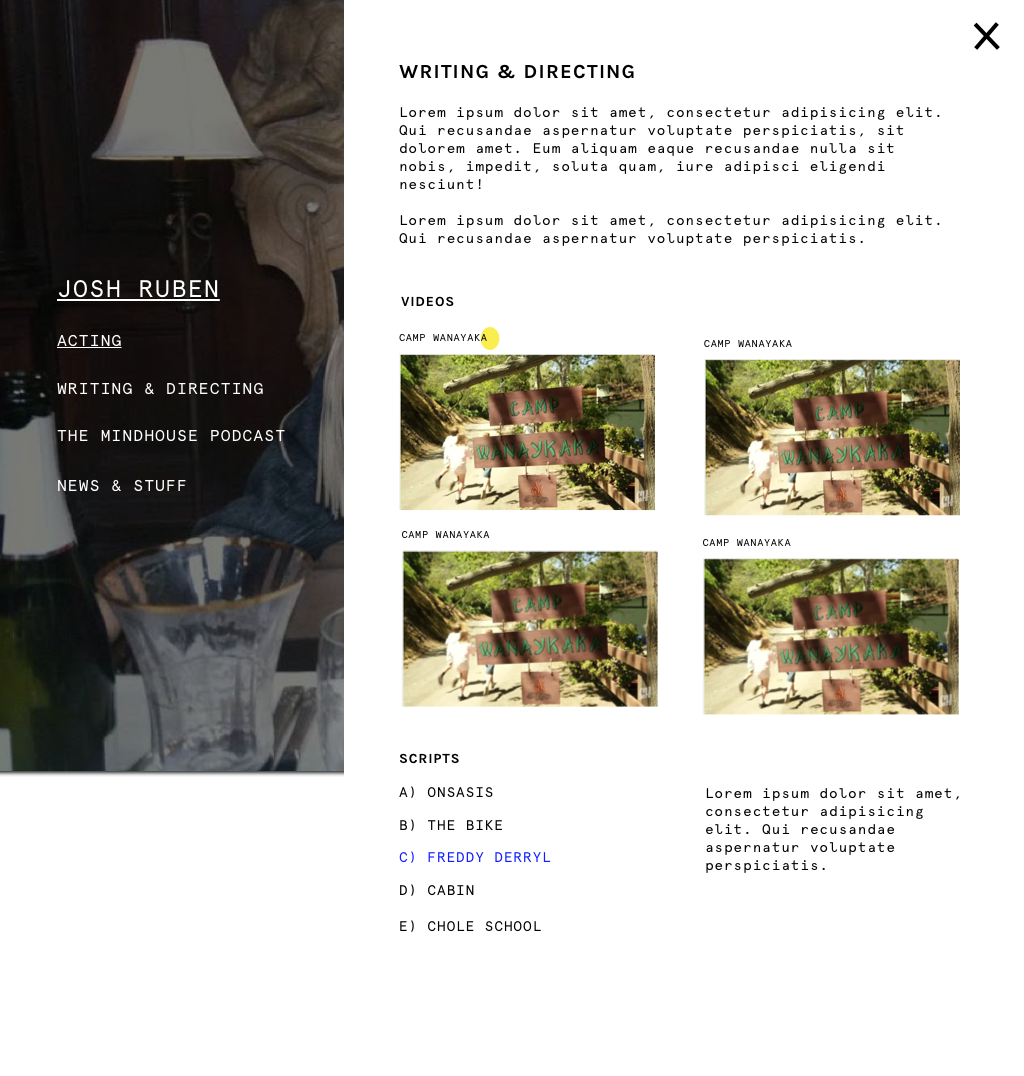 X
WRITING & DIRECTING
Lorem ipsum dolor sit amet, consectetur adipisicing elit.
Qui recusandae aspernatur voluptate perspiciatis, sit
dolorem amet. Eum aliquam eaque recusandae nulla sit
nobis, impedit, soluta quam, iure adipisci eligendi
nesciunt!
Lorem ipsum dolor sit amet, consectetur adipisicing elit.
Qui recusandae aspernatur voluptate perspiciatis.
JOSH RUBEN
ACTING
WRITING & DIRECTING
THE MINDHOUSE PODCAST
NEWS & STUFF
VIDEOS
CAMP WANAYAKA
CAMP
WANAYKAKA
CAMP WANAYAKA
CAMP
WANAYKAKA
CAMP WANAYAKA
CAMP
WANAYKAKA
CAMP WANAYAKA
CAMP
WANAYKAKA
SCRIPTS
A) ONSASIS
B) THE BIKE
C) FREDDY DERRYL
D) CABIN
E) CHOLE SCHOOL
Lorem ipsum dolor sit amet,
consectetur adipisicing
elit. Qui recusandae
aspernatur voluptate
perspiciatis.